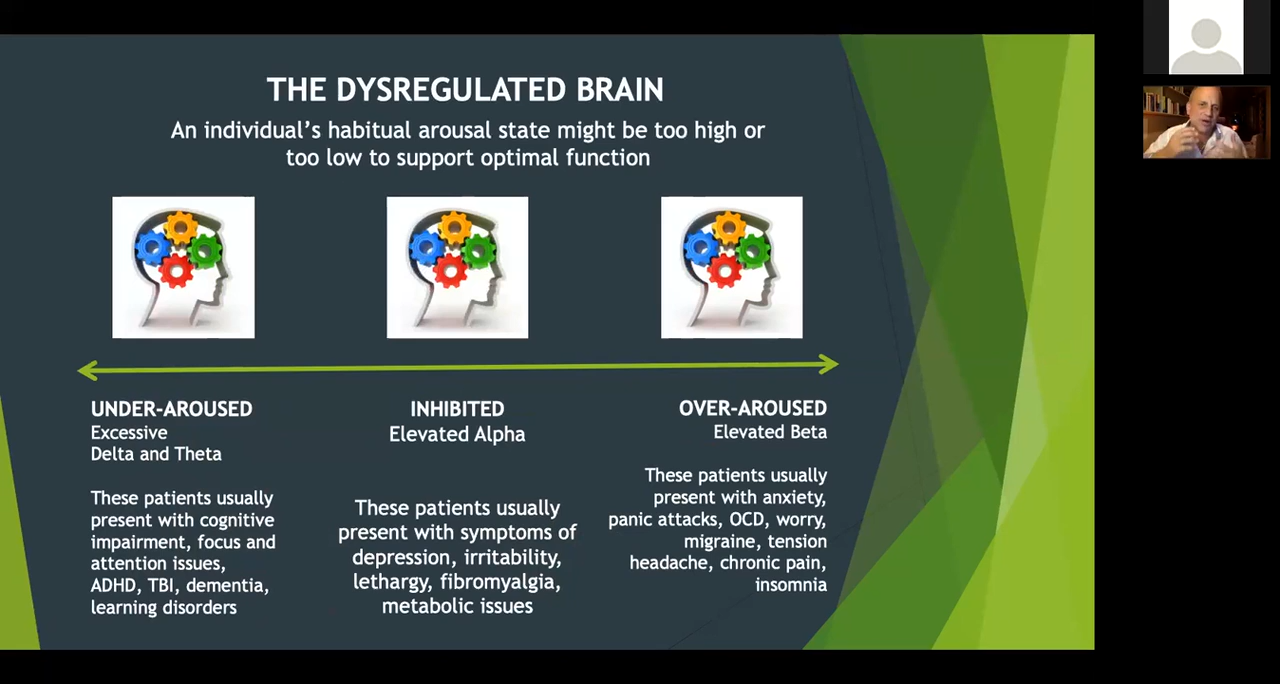 THE DYSREGULATED BRAIN
An individual's habitual arousal state might be too high or
too low to support optimal function
UNDER-AROUSED
Excessive
Delta and Theta
These patients usually
present with cognitive
impairment, focus and
attention issues,
ADHD, TBI, dementia,
learning disorders
INHIBITED
Elevated Alpha
These patients usually
present with symptoms of
depression, irritability,
lethargy, fibromyalgia,
metabolic issues
OVER-AROUSED
Elevated Beta
These patients usually
present with anxiety,
panic attacks, OCD, worry,
migraine, tension
headache, chronic pain,
insomnia